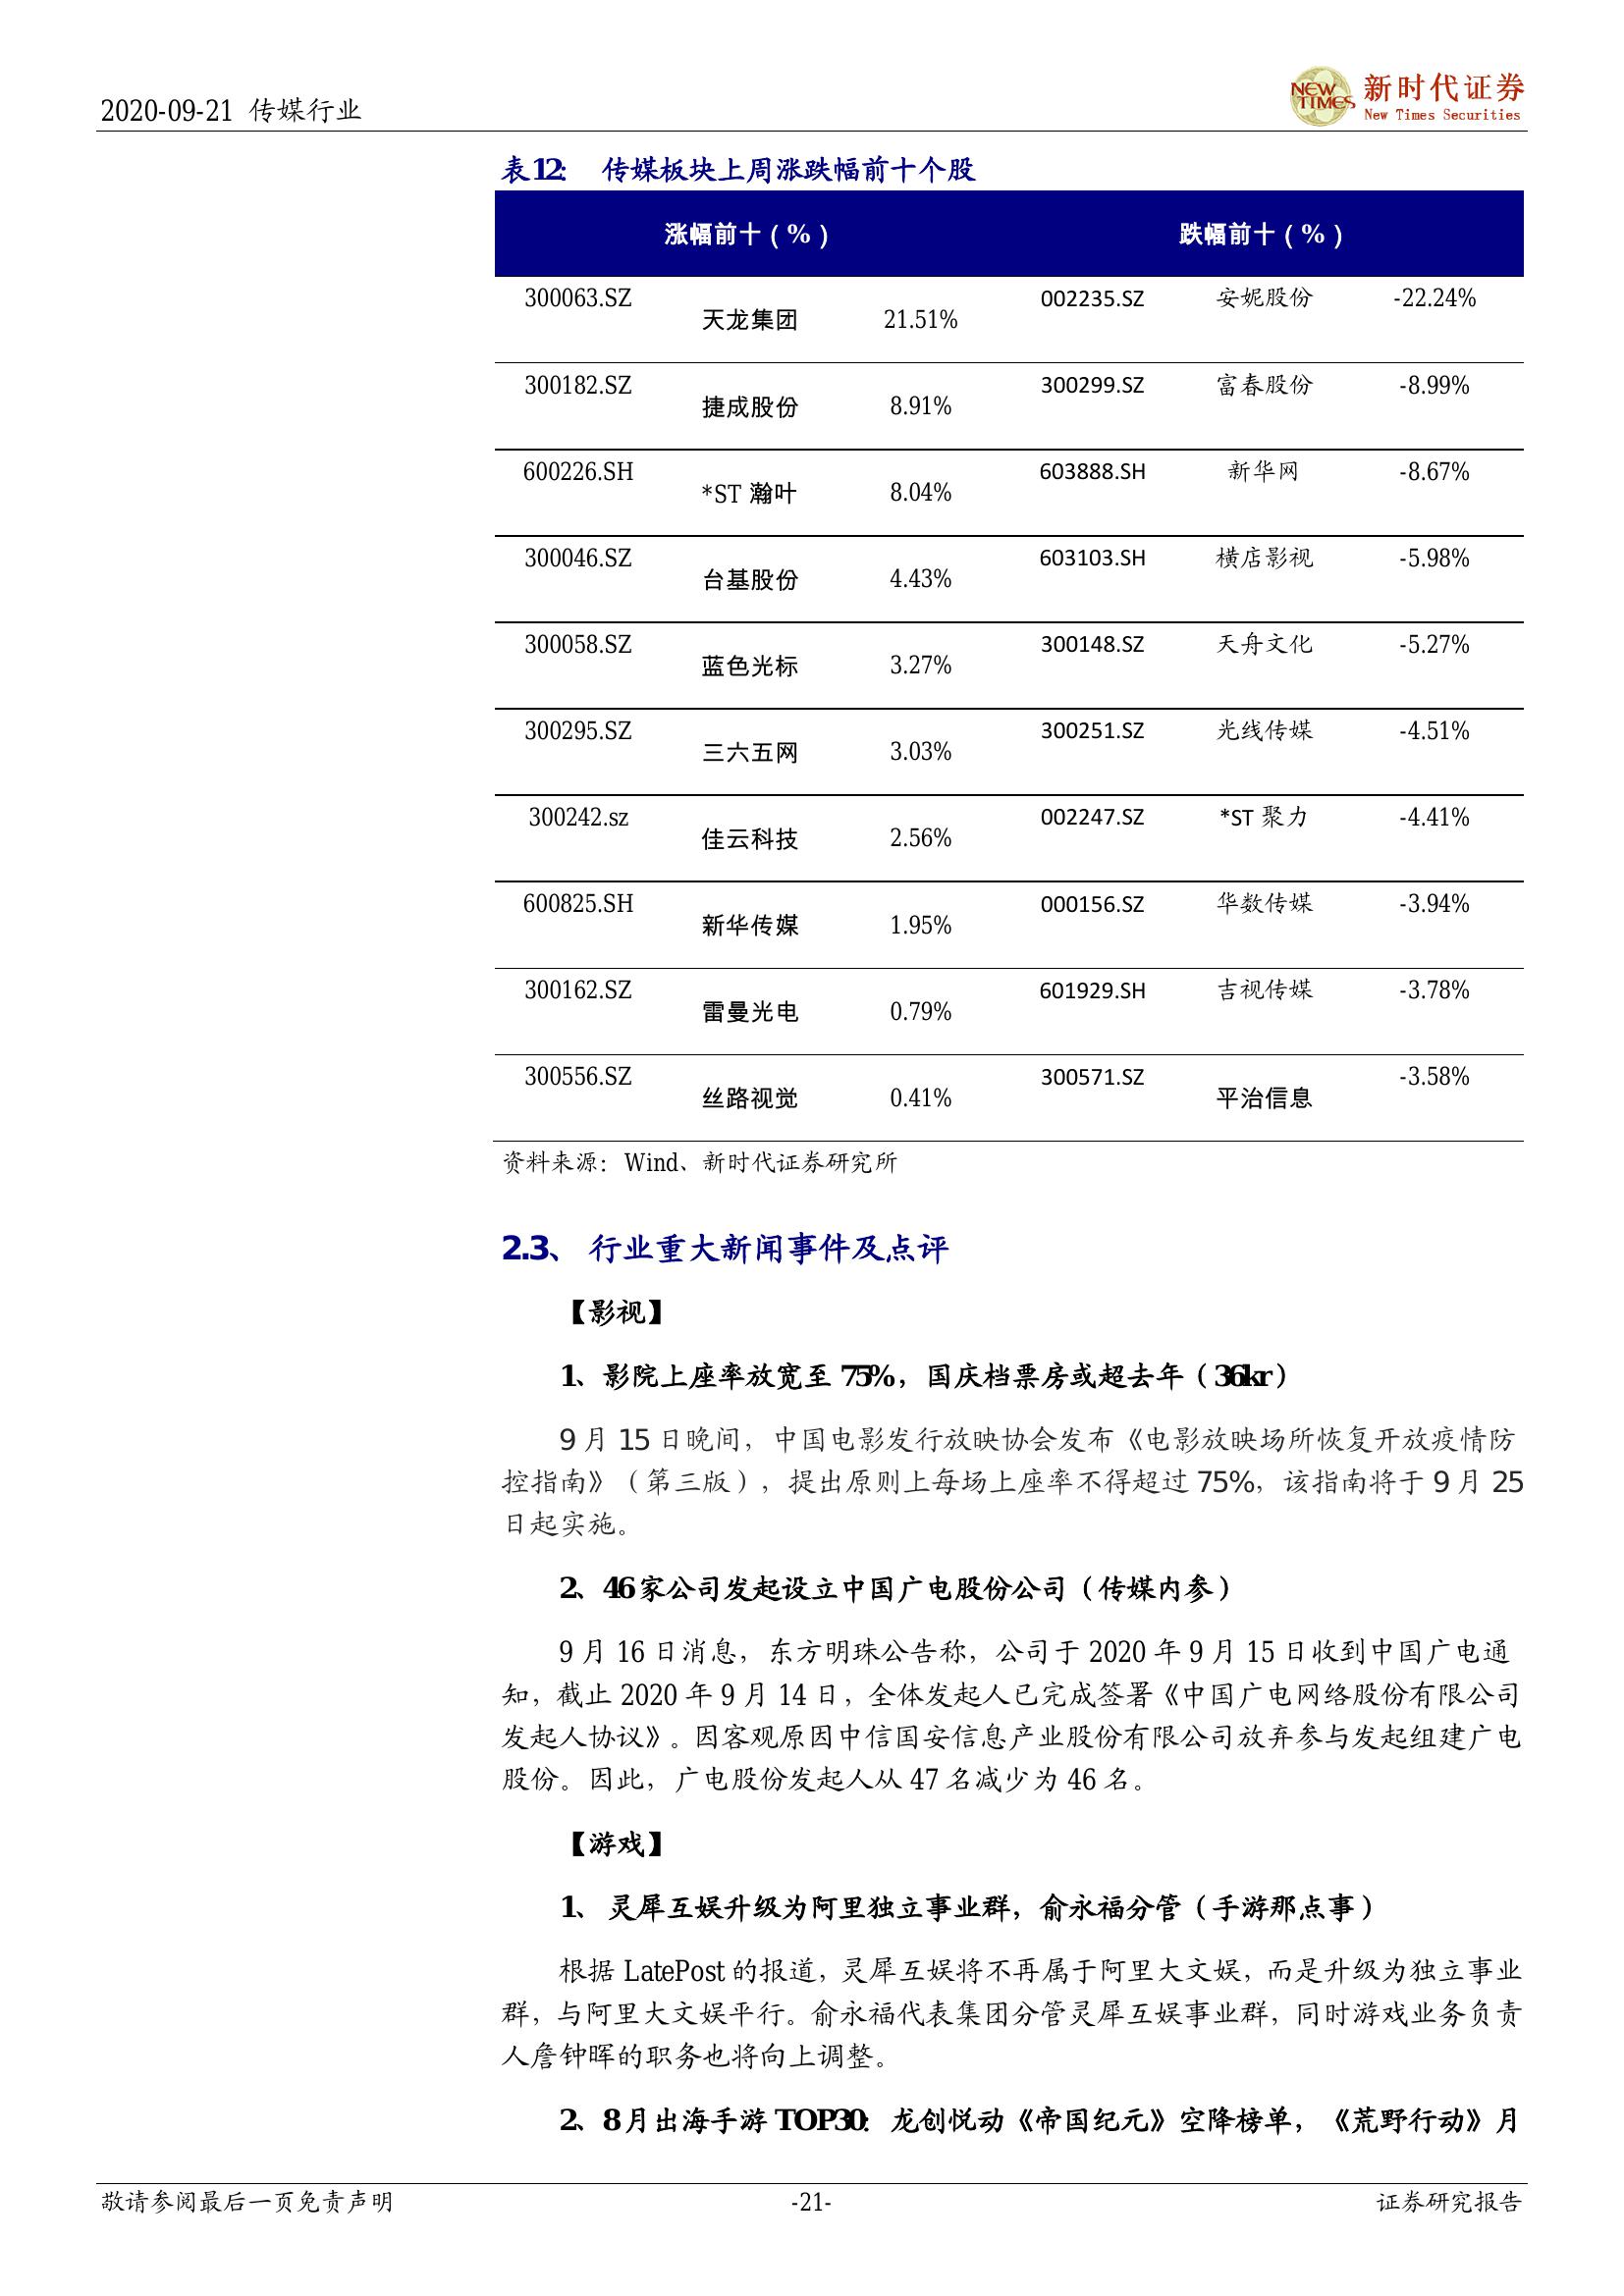 2020-09-21 传媒行业
NEW TIMES 新时代证券
New Times Securities
表12: 传媒板块上周涨跌幅前十个股
涨幅前十（%） 跌幅前十（%）
300063.SZ 天龙集团 21.51% 002235.SZ 安妮股份 -22.24%
300182.SZ 捷成股份 8.91% 300299.SZ 富春股份 -8.99%
600226.SH *ST 瀚叶 8.04% 603888.SH 新华网 -8.67%
300046.SZ 台基股份 4.43% 603103.SH 横店影视 -5.98%
300058.SZ 蓝色光标 3.27% 300148.SZ 天舟文化 -5.27%
300295.SZ 三六五网 3.03% 300251.SZ 光线传媒 -4.51%
300242.sz 佳云科技 2.56% 002247.SZ *ST 聚力 -4.41%
600825.SH 新华传媒 1.95% 000156.SZ 华数传媒 -3.94%
300162.SZ 雷曼光电 0.79% 601929.SH 吉视传媒 -3.78%
300556.SZ 丝路视觉 0.41% 300571.SZ 平治信息 -3.58%
资料来源：Wind、新时代证券研究所
2.3、 行业重大新闻事件及点评
【影视】
1、影院上座率放宽至 75%，国庆档票房或超去年（36kr）
9 月 15 日晚间，中国电影发行放映协会发布《电影放映场所恢复开放疫情防
控指南》（第三版），提出原则上每场上座率不得超过 75%，该指南将于 9 月 25
日起实施。
2、46 家公司发起设立中国广电股份公司（传媒内参）
9 月 16 日消息，东方明珠公告称，公司于 2020 年 9 月 15 日收到中国广电通
知，截止 2020 年 9 月 14 日，全体发起人已完成签署《中国广电网络股份有限公司
发起人协议》。因客观原因中信国安信息产业股份有限公司放弃参与发起组建广电
股份。因此，广电股份发起人从 47 名减少为 46 名。
【游戏】
1、 灵犀互娱升级为阿里独立事业群，俞永福分管（手游那点事）
根据 LatePost 的报道，灵犀互娱将不再属于阿里大文娱，而是升级为独立事业
群，与阿里大文娱平行。俞永福代表集团分管灵犀互娱事业群，同时游戏业务负责
人詹钟晖的职务也将向上调整。
2、8 月出海手游 TOP30：龙创悦动《帝国纪元》空降榜单，《荒野行动》月
敬请参阅最后一页免责声明 -21- 证券研究报告